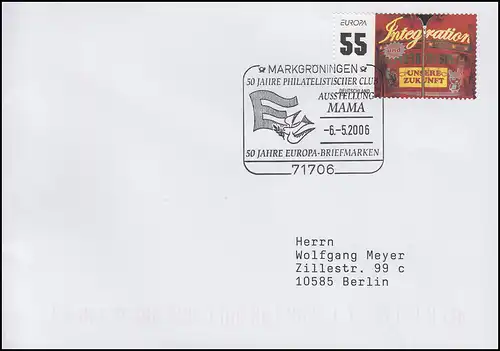 EUROPA
55
DEUTSCHLAND
Integration
UNSERE
ZUKUNFT
MARKGRÖNINGEN
50 JAHRE PHILATELISTISCHER CLUB
AUSSTELLUNG
MAMA
-6.-5.2006
50 JAHRE EUROPA-BRIEFMARKEN
71706
Herrn
Wolfgang Meyer
Zillestr. 99 c
10585 Berlin